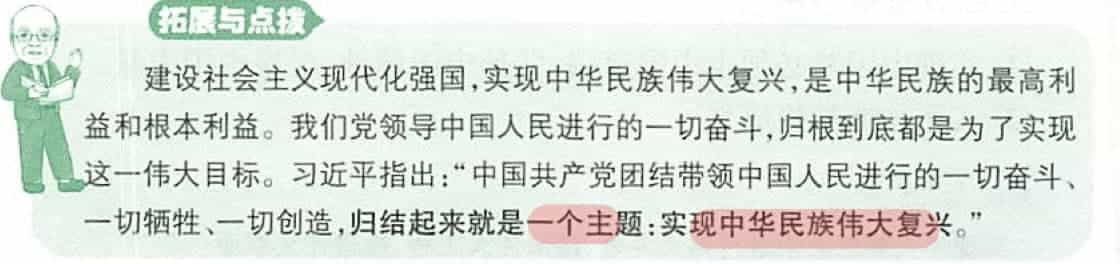 拓展与点拨
建设社会主义现代化强国,实现中华民族伟大复兴,是中华民族的最高利
益和根本利益。我们党领导中国人民进行的一切奋斗,归根到底都是为了实现
这一伟大目标。习近平指出:“中国共产党团结带领中国人民进行的一切奋斗、
一切牺牲、一切创造,归结起来就是一个主题:实现中华民族伟大复兴。”